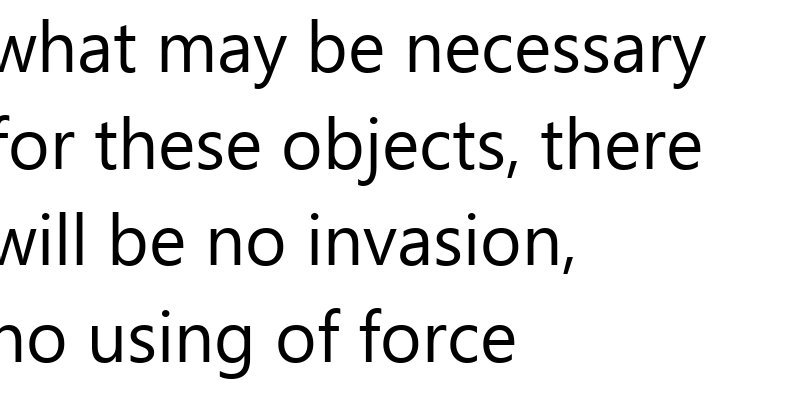 what may be necessary
for these objects, there
will be no invasion,
no using of force